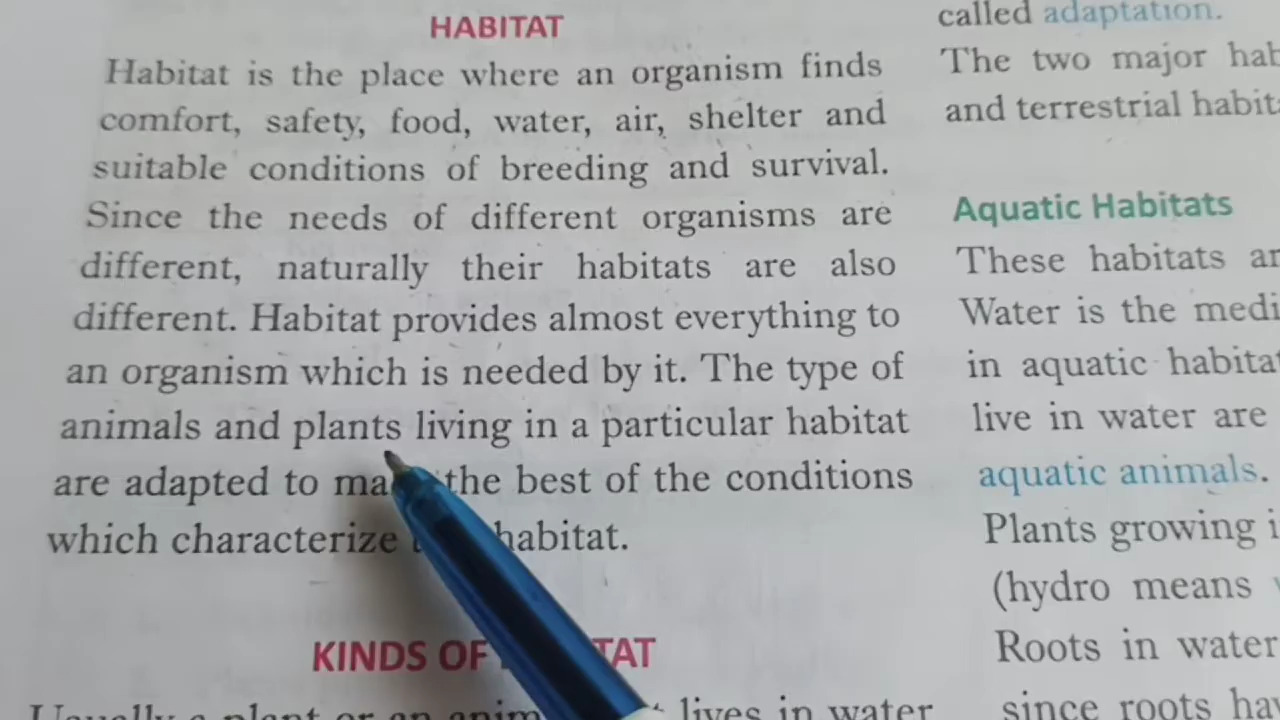 HABITAT
Habitat is the place where an organism finds
comfort, safety, food, water, air, shelter and
suitable conditions of breeding and survival.
Since the needs of different organisms are
different, naturally their habitats are also
different. Habitat provides almost everything to
an organism which is needed by it. The type of
animals and plants living in a particular habitat
are adapted to the best of the conditions
which characterize habitat.
KINDS OF
Usually a plant or an lives in water
called adaptation.
The two major
and terrestrial
Aquatic Habitats
These habitats
Water is the
in aquatic
live in water are
aquatic animals.
Plants growing
(hydro means
Roots in water
since roots